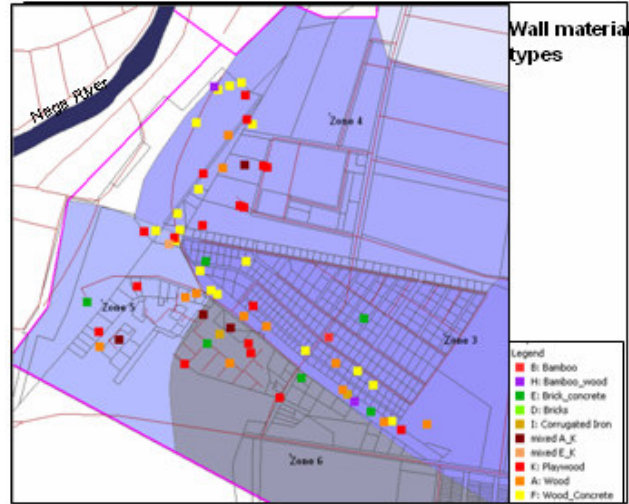 Wall material
types
Naga River
Zone 4
Zone 5
Zone 3
Zone 6
Legend
B: Bamboo
H: Bamboo_wood
E: Brick_concrete
D: Bricks
I: Corrugated Iron
mixed A_K
mixed E_K
K: Playwood
A: Wood
F: Wood_Concrete